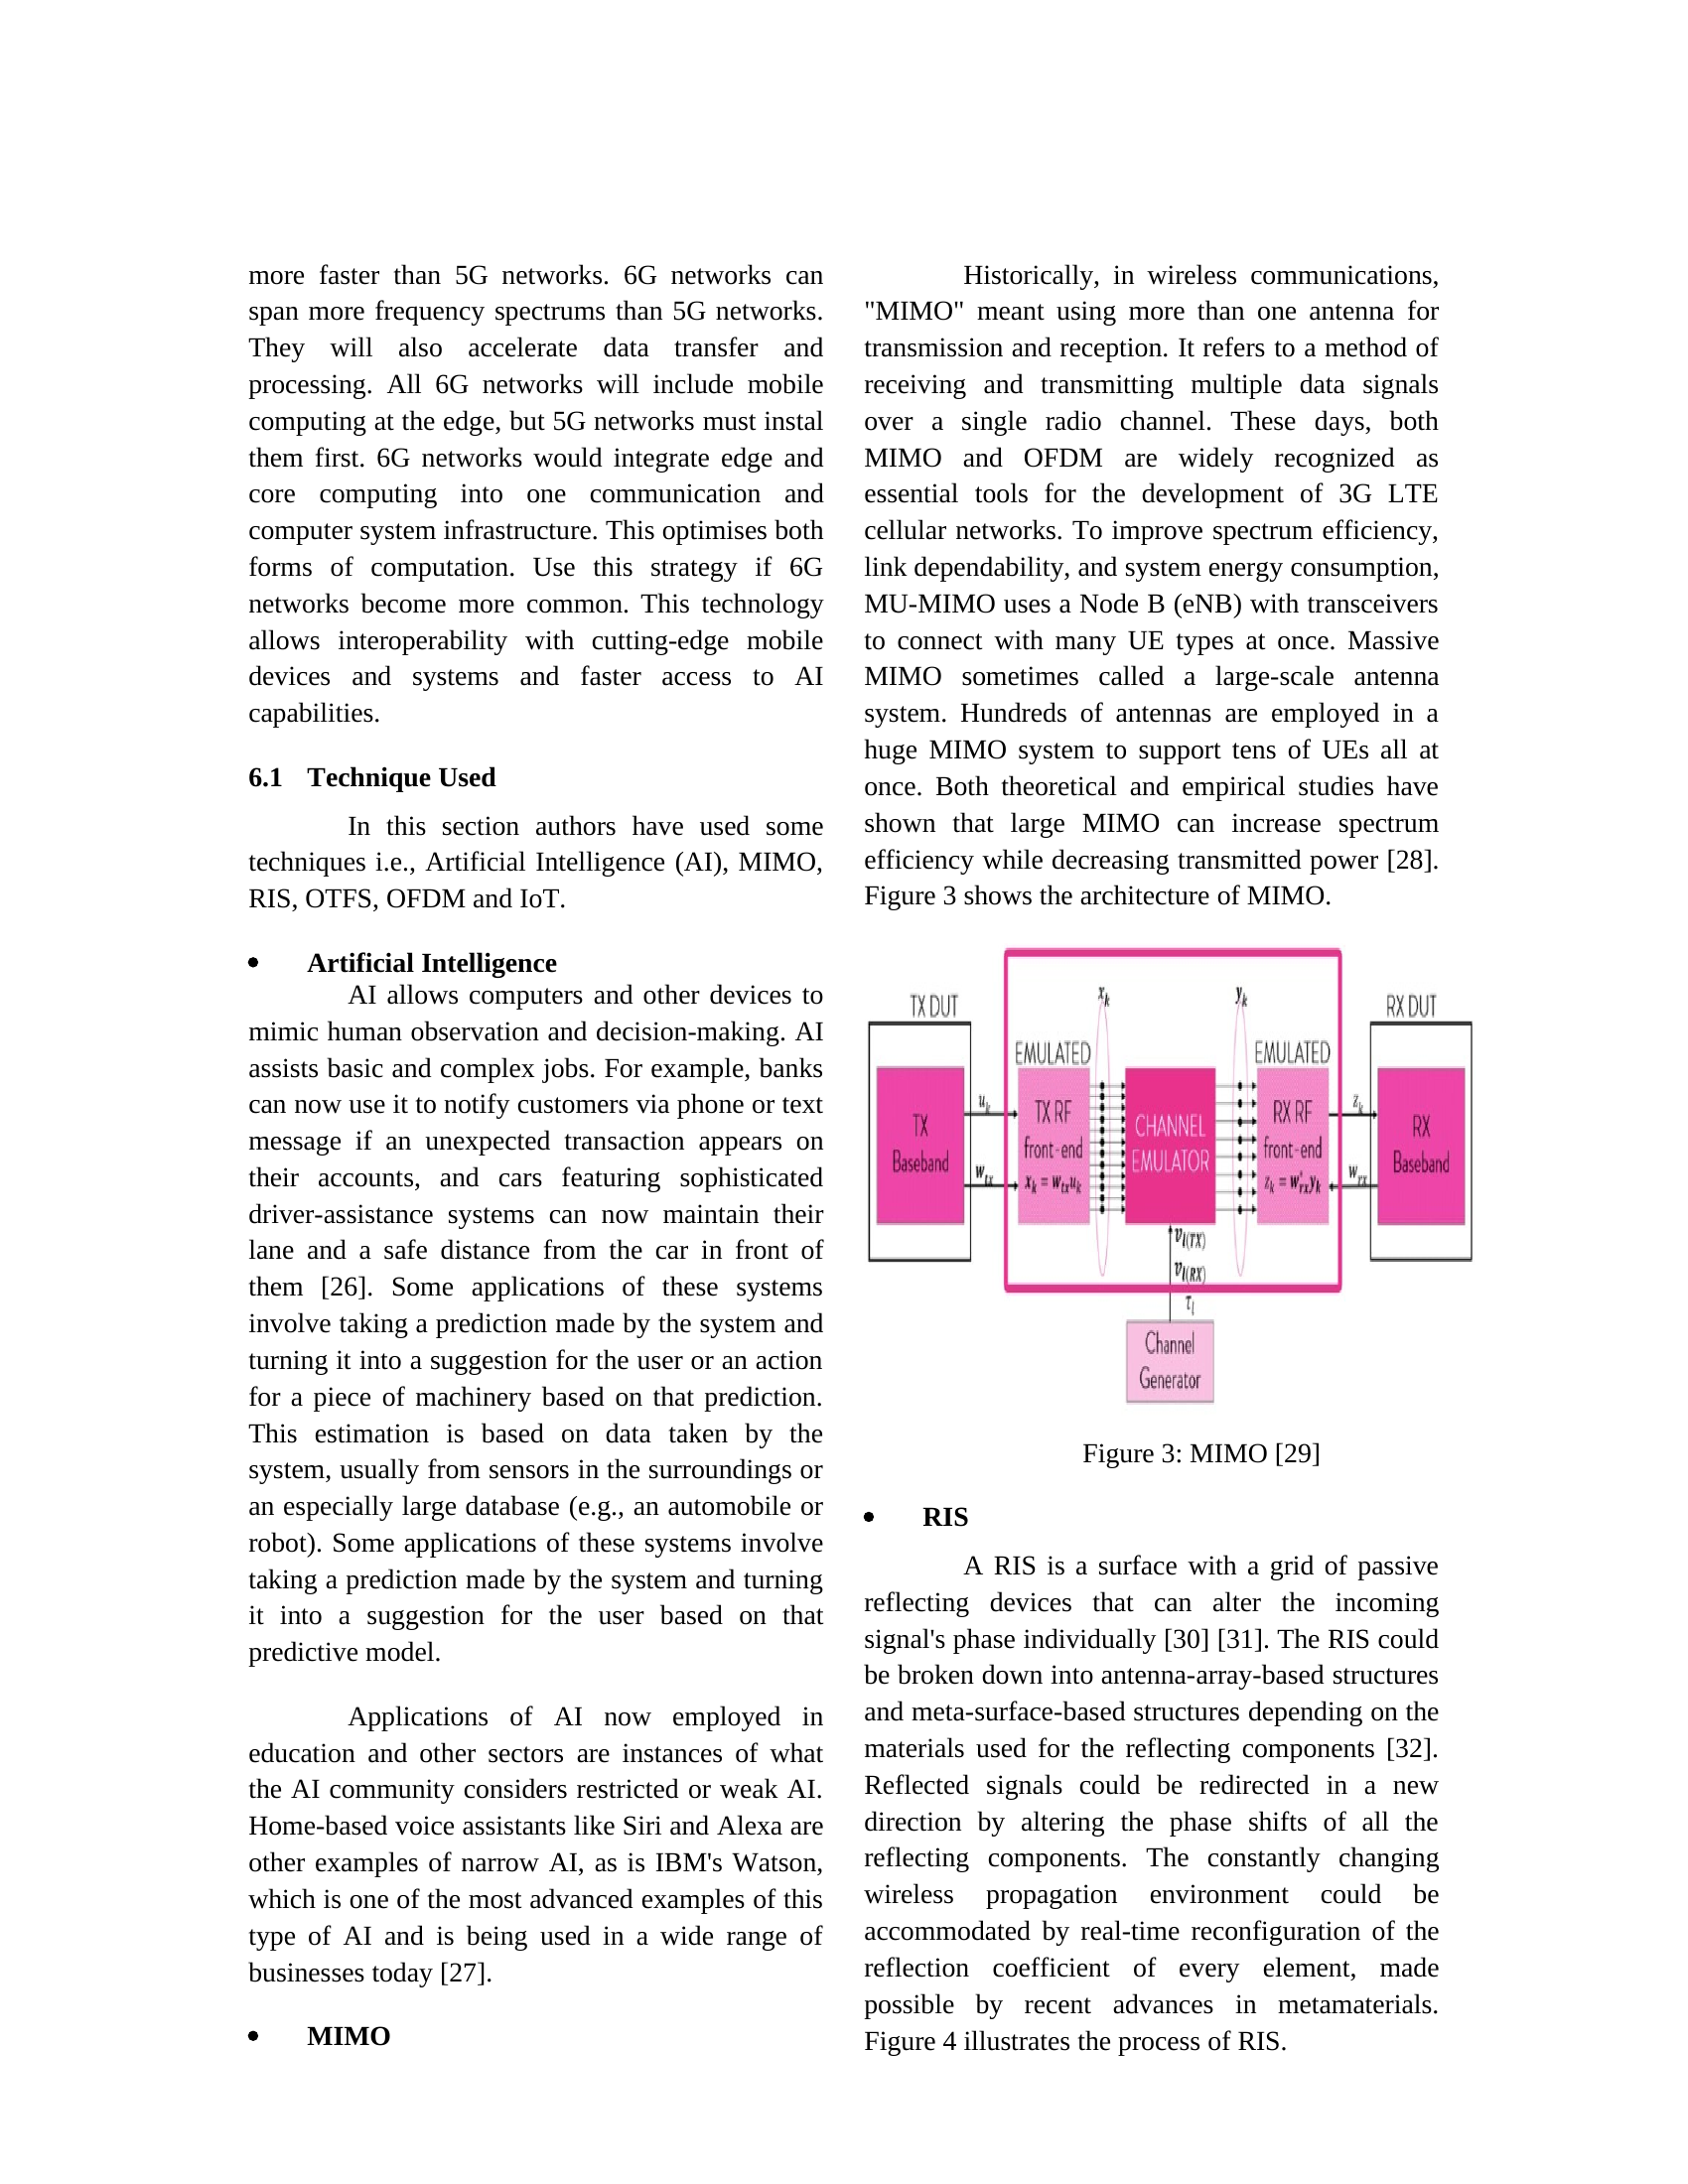 more faster than 5G networks. 6G networks can
span more frequency spectrums than 5G networks.
They will also accelerate data transfer and
processing. All 6G networks will include mobile
computing at the edge, but 5G networks must instal
them first. 6G networks would integrate edge and
core computing into one communication and
computer system infrastructure. This optimises both
forms of computation. Use this strategy if 6G
networks become more common. This technology
allows interoperability with cutting-edge mobile
devices and systems and faster access to AI
capabilities.
6.1 Technique Used
In this section authors have used some
techniques i.e., Artificial Intelligence (AI), MIMO,
RIS, OTFS, OFDM and IoT.
• Artificial Intelligence
AI allows computers and other devices to
mimic human observation and decision-making. AI
assists basic and complex jobs. For example, banks
can now use it to notify customers via phone or text
message if an unexpected transaction appears on
their accounts, and cars featuring sophisticated
driver-assistance systems can now maintain their
lane and a safe distance from the car in front of
them [26]. Some applications of these systems
involve taking a prediction made by the system and
turning it into a suggestion for the user or an action
for a piece of machinery based on that prediction.
This estimation is based on data taken by the
system, usually from sensors in the surroundings or
an especially large database (e.g., an automobile or
robot). Some applications of these systems involve
taking a prediction made by the system and turning
it into a suggestion for the user based on that
predictive model.
Applications of AI now employed in
education and other sectors are instances of what
the AI community considers restricted or weak AI.
Home-based voice assistants like Siri and Alexa are
other examples of narrow AI, as is IBM's Watson,
which is one of the most advanced examples of this
type of AI and is being used in a wide range of
businesses today [27].
• MIMO
Historically, in wireless communications,
"MIMO" meant using more than one antenna for
transmission and reception. It refers to a method of
receiving and transmitting multiple data signals
over a single radio channel. These days, both
MIMO and OFDM are widely recognized as
essential tools for the development of 3G LTE
cellular networks. To improve spectrum efficiency,
link dependability, and system energy consumption,
MU-MIMO uses a Node B (eNB) with transceivers
to connect with many UE types at once. Massive
MIMO sometimes called a large-scale antenna
system. Hundreds of antennas are employed in a
huge MIMO system to support tens of UEs all at
once. Both theoretical and empirical studies have
shown that large MIMO can increase spectrum
efficiency while decreasing transmitted power [28].
Figure 3 shows the architecture of MIMO.
TX DUT
TX
Baseband
u_k
w_tx
EMULATED
TX RF
front-end
x_k = w_tx u_k
x_k
CHANNEL
EMULATOR
y_k
EMULATED
RX RF
front-end
z_k = w*_rx y_k
z_k
w_rx
RX DUT
RX
Baseband
v_l(TX)
v_l(RX)
τ_l
Channel
Generator
Figure 3: MIMO [29]
• RIS
A RIS is a surface with a grid of passive
reflecting devices that can alter the incoming
signal's phase individually [30] [31]. The RIS could
be broken down into antenna-array-based structures
and meta-surface-based structures depending on the
materials used for the reflecting components [32].
Reflected signals could be redirected in a new
direction by altering the phase shifts of all the
reflecting components. The constantly changing
wireless propagation environment could be
accommodated by real-time reconfiguration of the
reflection coefficient of every element, made
possible by recent advances in metamaterials.
Figure 4 illustrates the process of RIS.